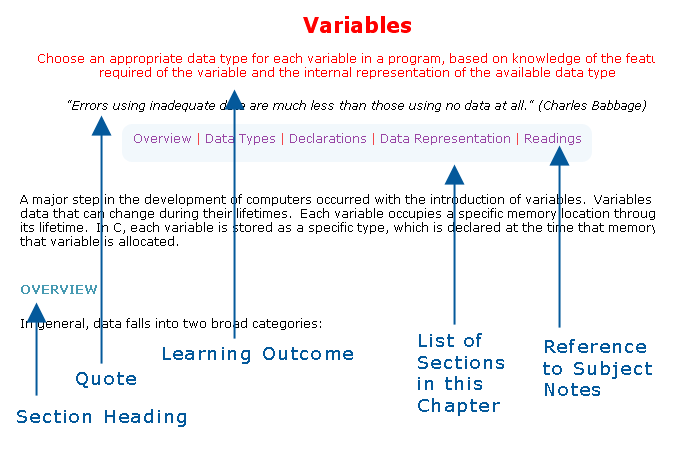 Variables
Choose an appropriate data type for each variable in a program, based on knowledge of the featu
required of the variable and the internal representation of the available data type
“Errors using inadequate data are much less than those using no data at all.“ (Charles Babbage)
Overview | Data Types | Declarations | Data Representation | Readings
A major step in the development of computers occurred with the introduction of variables.  Variables
data that can change during their lifetimes.  Each variable occupies a specific memory location throug
its lifetime.  In C, each variable is stored as a specific type, which is declared at the time that memory
that variable is allocated.
OVERVIEW
In general, data falls into two broad categories:
List of
Sections
in this
Chapter
Reference
to Subject
Notes
Learning Outcome
Quote
Section Heading